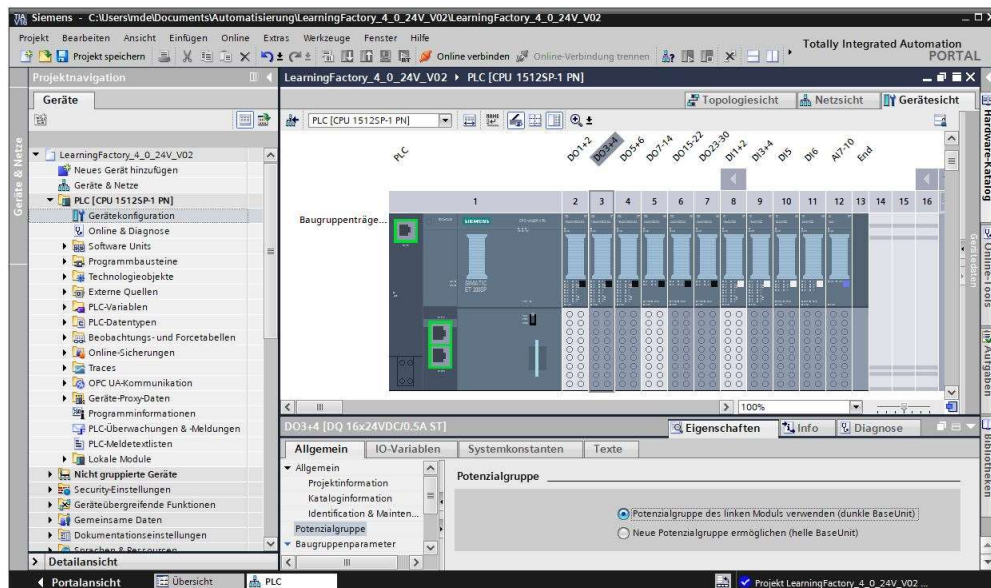 Siemens - C:\Users\mde\Documents\Automatisierung\LearningFactory_4_0_24V_V02\LearningFactory_4_0_24V_V02
Projekt Bearbeiten Ansicht Einfügen Online Extras Werkzeuge Fenster Hilfe
Totally Integrated Automation
PORTAL
Projekt speichern Online verbinden Online-Verbindung trennen
Projektnavigation
LearningFactory_4_0_24V_V02 PLC [CPU 1512SP-1 PN]
Geräte
Topologiesicht Netzsicht Gerätesicht
PLC [CPU 1512SP-1 PN]
LearningFactory_4_0_24V_V02
Neues Gerät hinzufügen
Geräte & Netze
PLC [CPU 1512SP-1 PN]
Gerätekonfiguration
Online & Diagnose
Software Units
Programmbausteine
Technologieobjekte
Externe Quellen
PLC-Variablen
PLC-Datentypen
Beobachtungs- und Forcetabellen
Online-Sicherungen
Traces
OPC UA-Kommunikation
Geräte-Proxy-Daten
Programminformationen
PLC-Überwachungen & -Meldungen
PLC-Meldetextlisten
Lokale Module
Nicht gruppierte Geräte
Security-Einstellungen
Geräteübergreifende Funktionen
Gemeinsame Daten
Dokumentationseinstellungen
Sprachen & Ressourcen
Detailansicht
PLC DO1+2 DO3+4 DO5+6 DO7-14 DO15-22 DO23-30 DI1+2 DI3+4 DI5 DI6 AI7-10 End
1 2 3 4 5 6 7 8 9 10 11 12 13 14 15 16
Baugruppenträge...
SIEMENS
SIMATIC
ET 200SP
100%
DO3+4 [DQ 16x24VDC/0.5A ST]
Eigenschaften Info Diagnose
Allgemein IO-Variablen Systemkonstanten Texte
Allgemein
Projektinformation
Kataloginformation
Identification & Mainten...
Potenzialgruppe
Baugruppenparameter
Potenzialgruppe
Potenzialgruppe des linken Moduls verwenden (dunkle BaseUnit)
Neue Potenzialgruppe ermöglichen (helle BaseUnit)
Geräte & Netze
Gerätedaten
Hardware-Katalog
Online-Tools
Aufgaben
Bibliotheken
Portalansicht Übersicht PLC
Projekt LearningFactory_4_0_24V_V02 ...